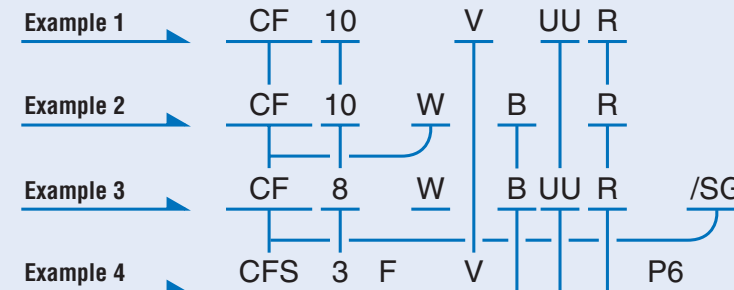 Example 1 CF 10 V UU R
Example 2 CF 10 W B R
Example 3 CF 8 W B UU R /SG
Example 4 CFS 3 F V P6